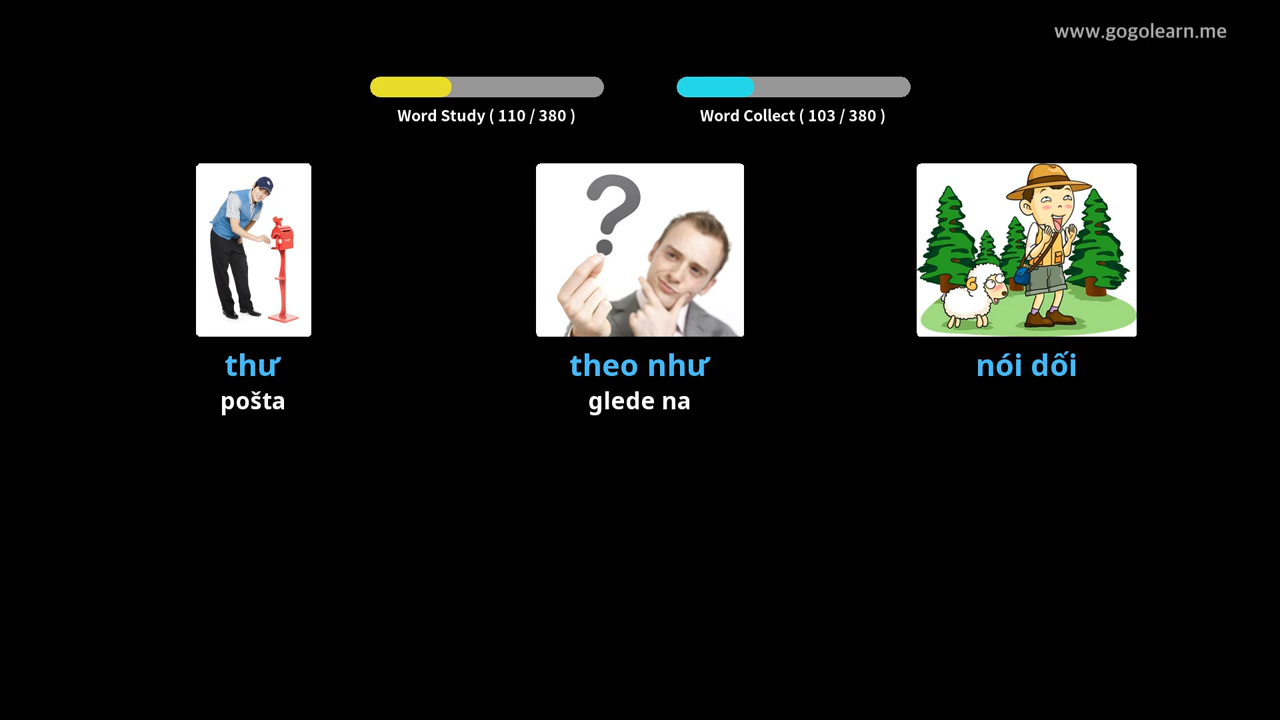 www.gogolearn.me
Word Study ( 110 / 380 )
Word Collect ( 103 / 380 )
thư
pošta
theo như
glede na
nói dối